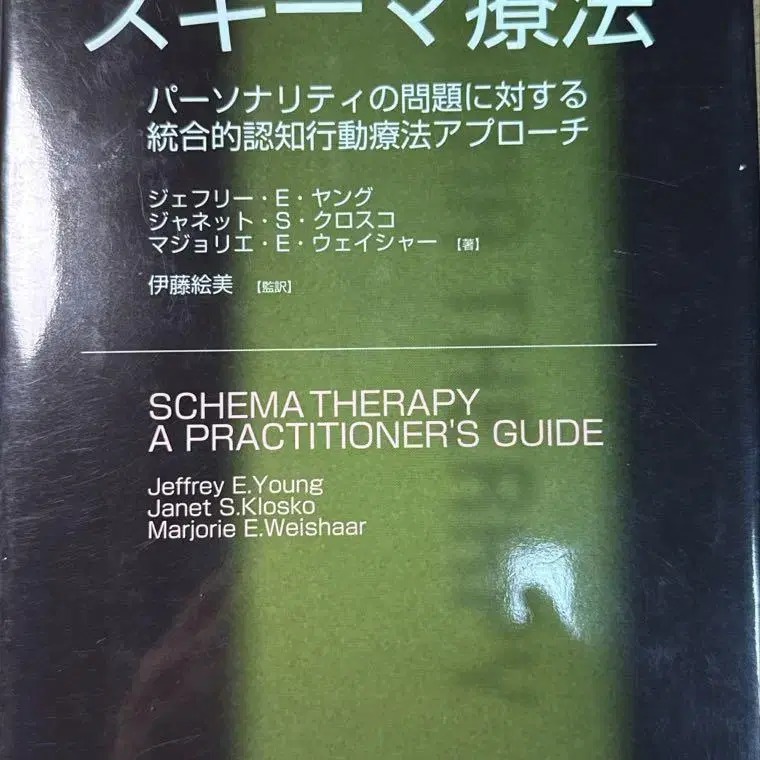 スキーマ療法
パーソナリティの問題に対する
統合的認知行動療法アプローチ
ジェフリー・E・ヤング
ジャネット・S・クロスコ
マジョリエ・E・ウェイシャー 【著】
伊藤絵美 【監訳】
SCHEMA THERAPY
A PRACTITIONER'S GUIDE
Jeffrey E.Young
Janet S.Klosko
Marjorie E.Weishaar